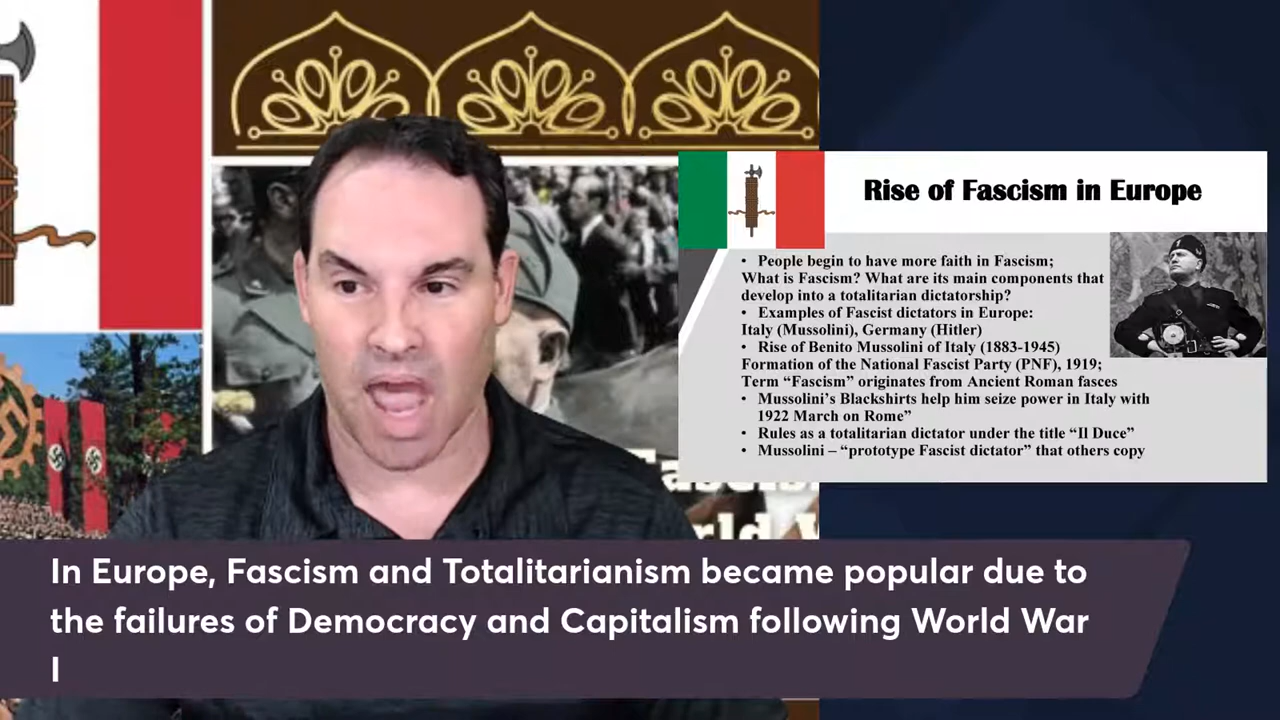 Rise of Fascism in Europe
• People begin to have more faith in Fascism;
What is Fascism? What are its main components that
develop into a totalitarian dictatorship?
• Examples of Fascist dictators in Europe:
Italy (Mussolini), Germany (Hitler)
• Rise of Benito Mussolini of Italy (1883-1945)
Formation of the National Fascist Party (PNF), 1919;
Term “Fascism” originates from Ancient Roman fasces
• Mussolini’s Blackshirts help him seize power in Italy with
1922 March on Rome”
• Rules as a totalitarian dictator under the title “Il Duce”
• Mussolini – “prototype Fascist dictator” that others copy
In Europe, Fascism and Totalitarianism became popular due to
the failures of Democracy and Capitalism following World War
I